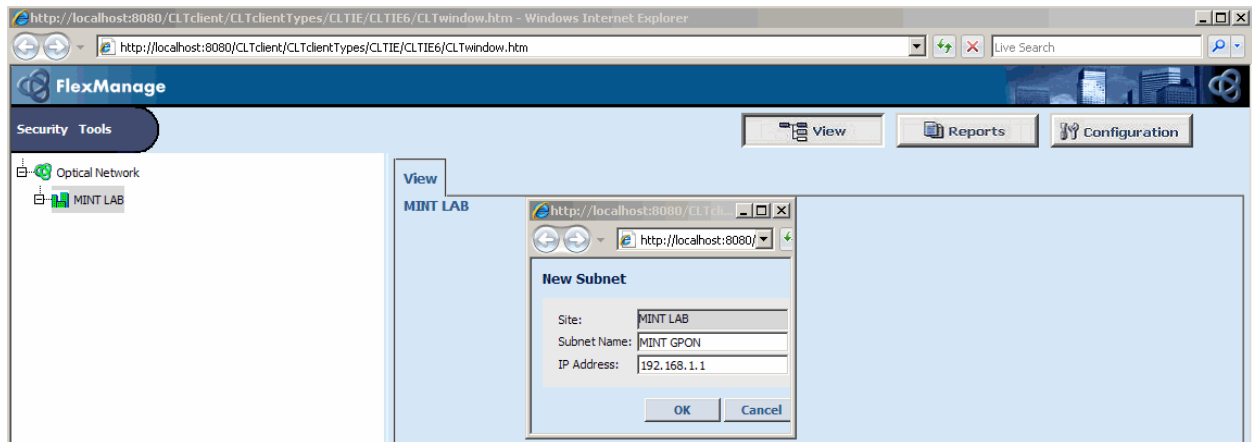 http://localhost:8080/CLTclient/CLTclientTypes/CLTIE/CLTIE6/CLTwindow.htm - Windows Internet Explorer
http://localhost:8080/CLTclient/CLTclientTypes/CLTIE/CLTIE6/CLTwindow.htm
Live Search
FlexManage
Security Tools
View
Reports
Configuration
Optical Network
MINT LAB
View
MINT LAB
http://localhost:8080/CLTcli...
http://localhost:8080/
New Subnet
Site: MINT LAB
Subnet Name: MINT GPON
IP Address: 192.168.1.1
OK
Cancel